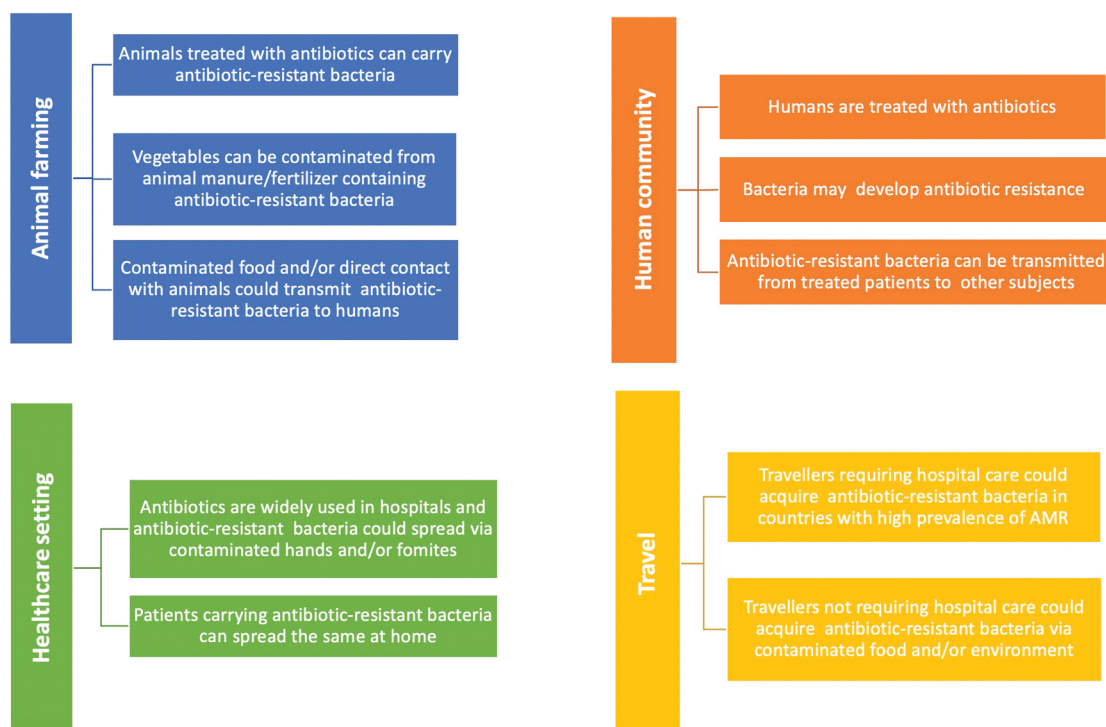 Animal farming
Animals treated with antibiotics can carry
antibiotic-resistant bacteria
Vegetables can be contaminated from
animal manure/fertilizer containing
antibiotic-resistant bacteria
Contaminated food and/or direct contact
with animals could transmit antibiotic-
resistant bacteria to humans
Human community
Humans are treated with antibiotics
Bacteria may develop antibiotic resistance
Antibiotic-resistant bacteria can be transmitted
from treated patients to other subjects
Healthcare setting
Antibiotics are widely used in hospitals and
antibiotic-resistant bacteria could spread via
contaminated hands and/or fomites
Patients carrying antibiotic-resistant bacteria
can spread the same at home
Travel
Travellers requiring hospital care could
acquire antibiotic-resistant bacteria in
countries with high prevalence of AMR
Travellers not requiring hospital care could
acquire antibiotic-resistant bacteria via
contaminated food and/or environment